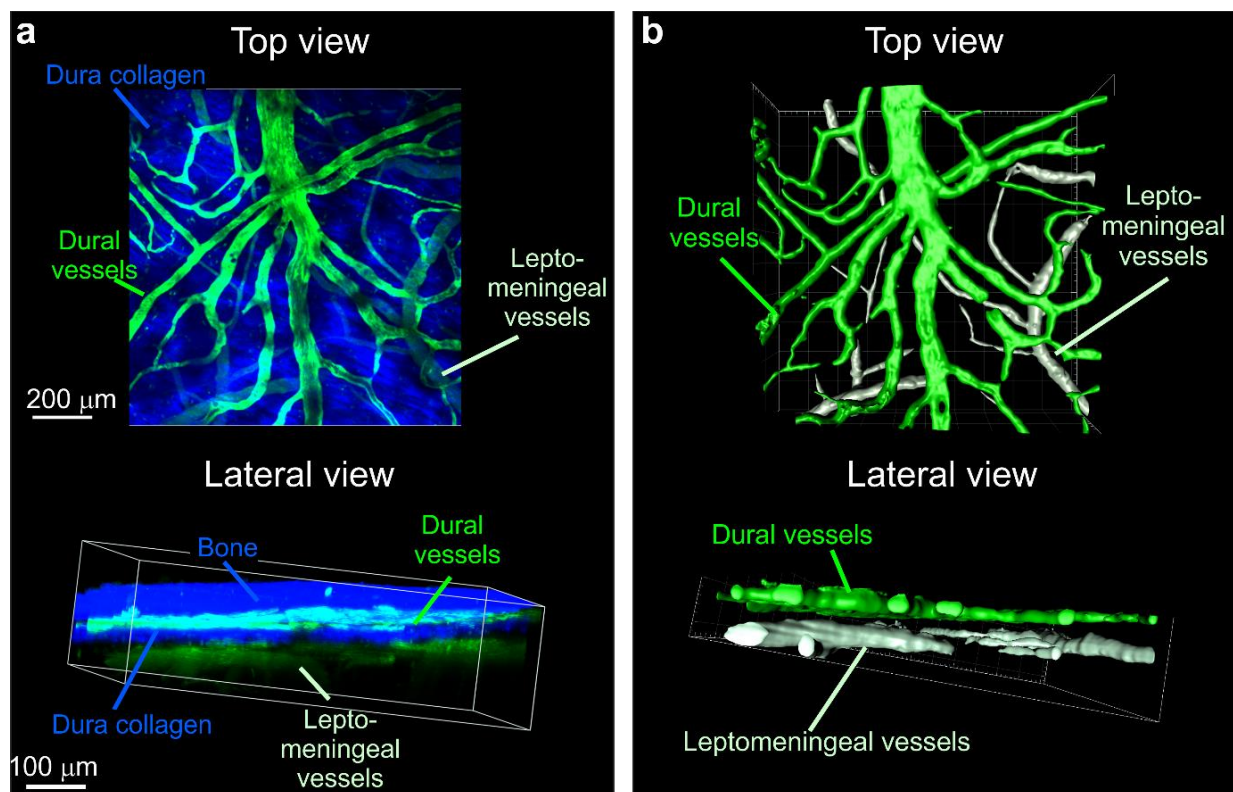 a
Top view
Dura collagen
Dural
vessels
Lepto-
meningeal
vessels
200 μm
Lateral view
Bone
Dural
vessels
Dura collagen
Lepto-
meningeal
vessels
100 μm
b
Top view
Dural
vessels
Lepto-
meningeal
vessels
Lateral view
Dural vessels
Leptomeningeal vessels